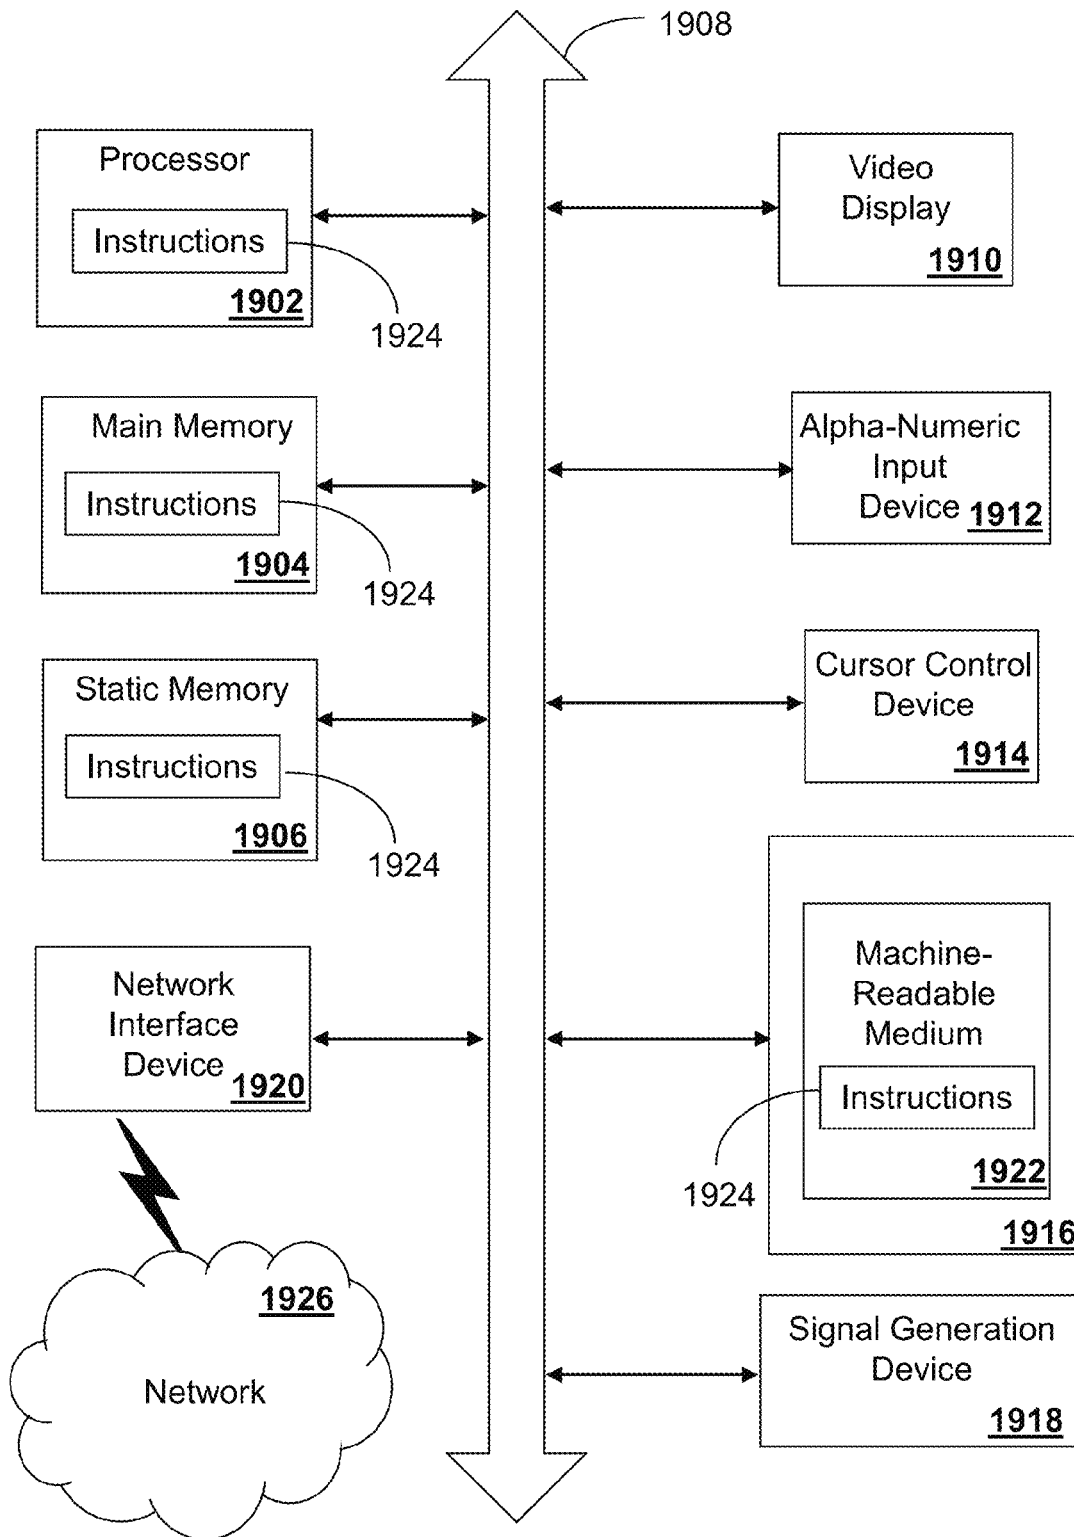 1908
Processor
Instructions
1902
1924
Video
Display
1910
Main Memory
Instructions
1904
1924
Alpha-Numeric
Input
Device
1912
Static Memory
Instructions
1906
1924
Cursor Control
Device
1914
Network
Interface
Device
1920
Machine-
Readable
Medium
Instructions
1922
1924
1916
1926
Network
Signal Generation
Device
1918